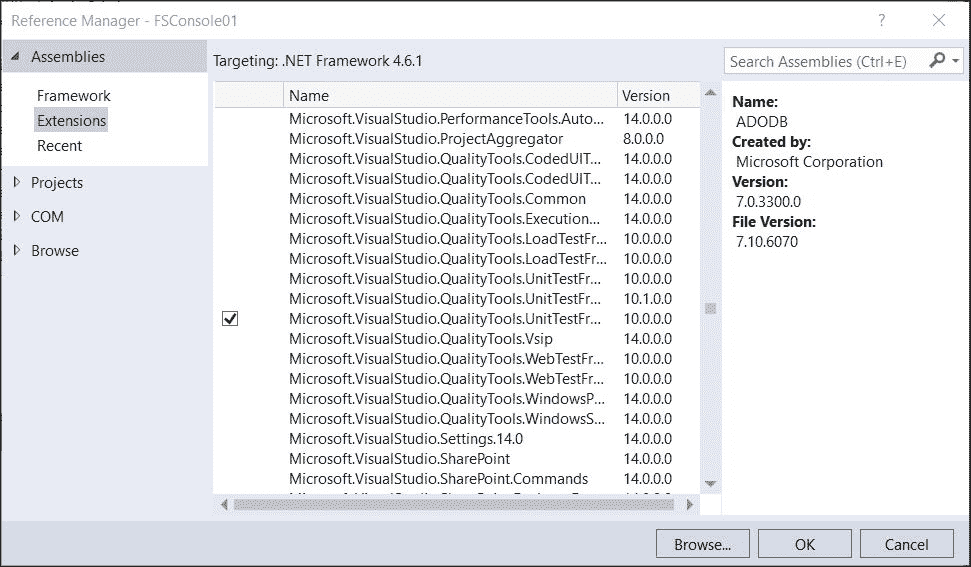 Reference Manager - FSConsole01
Assemblies
Framework
Extensions
Recent
Projects
COM
Browse
Targeting: .NET Framework 4.6.1
Search Assemblies (Ctrl+E)
Name Version
Microsoft.VisualStudio.PerformanceTools.Auto... 14.0.0.0
Microsoft.VisualStudio.ProjectAggregator 8.0.0.0
Microsoft.VisualStudio.QualityTools.CodedUIT... 14.0.0.0
Microsoft.VisualStudio.QualityTools.CodedUIT... 14.0.0.0
Microsoft.VisualStudio.QualityTools.Common 14.0.0.0
Microsoft.VisualStudio.QualityTools.Execution... 14.0.0.0
Microsoft.VisualStudio.QualityTools.LoadTestFr... 10.0.0.0
Microsoft.VisualStudio.QualityTools.LoadTestFr... 10.0.0.0
Microsoft.VisualStudio.QualityTools.UnitTestFr... 10.0.0.0
Microsoft.VisualStudio.QualityTools.UnitTestFr... 10.1.0.0
Microsoft.VisualStudio.QualityTools.UnitTestFr... 10.0.0.0
Microsoft.VisualStudio.QualityTools.Vsip 14.0.0.0
Microsoft.VisualStudio.QualityTools.WebTestFr... 10.0.0.0
Microsoft.VisualStudio.QualityTools.WebTestFr... 10.0.0.0
Microsoft.VisualStudio.QualityTools.WindowsP... 14.0.0.0
Microsoft.VisualStudio.QualityTools.WindowsS... 14.0.0.0
Microsoft.VisualStudio.Settings.14.0 14.0.0.0
Microsoft.VisualStudio.SharePoint 14.0.0.0
Microsoft.VisualStudio.SharePoint.Commands 14.0.0.0
Name:
ADODB
Created by:
Microsoft Corporation
Version:
7.0.3300.0
File Version:
7.10.6070
Browse... OK Cancel